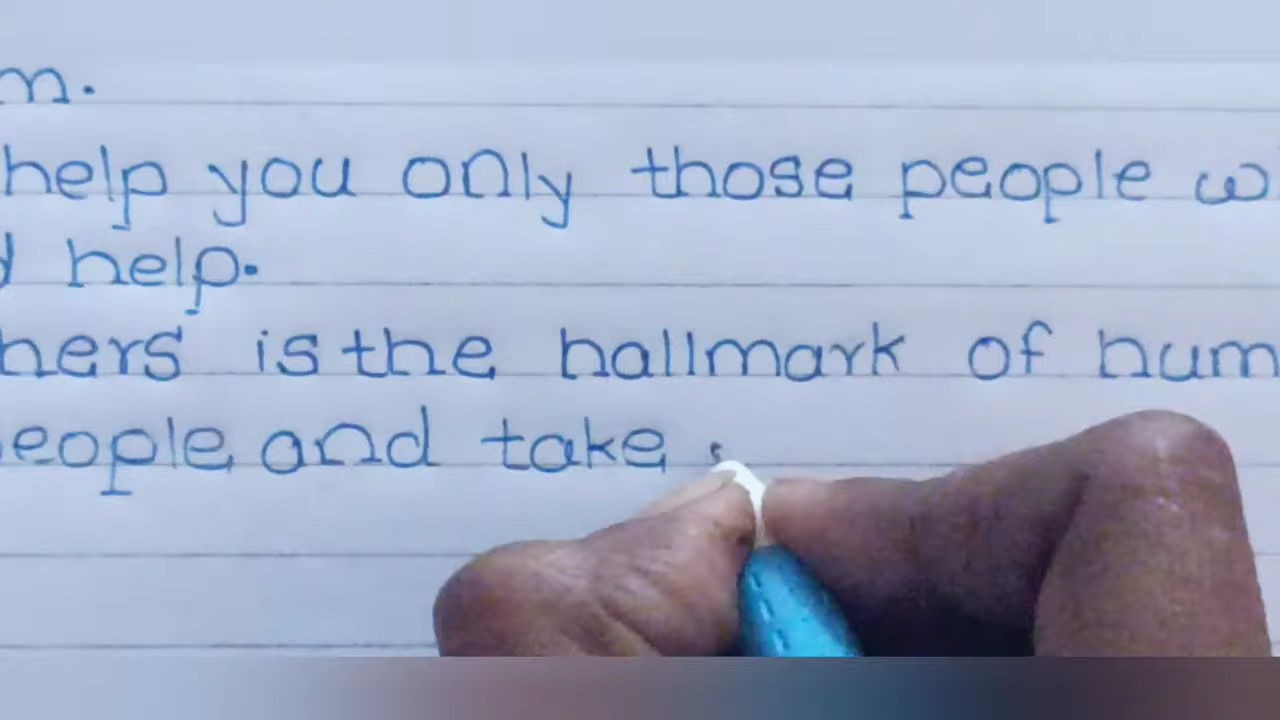 m.
help you only those people w
d help.
hers is the hallmark of hum
eople and take